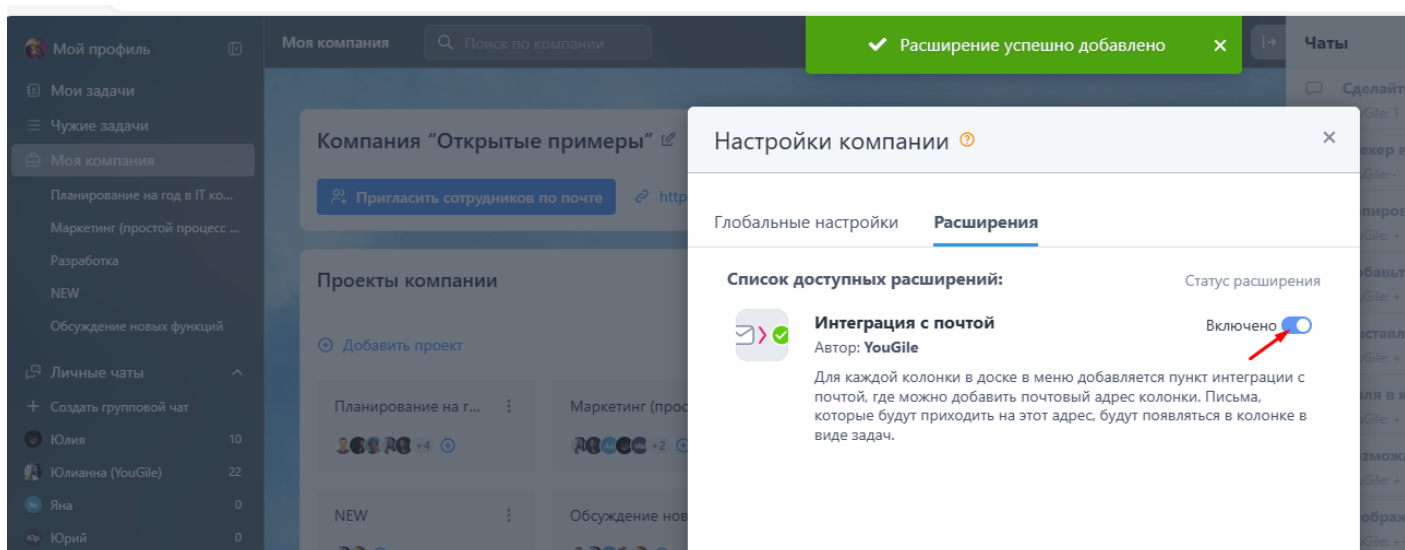 Мой профиль
Моя компания
Поиск по компании
Расширение успешно добавлено
Чаты
Мои задачи
Чужие задачи
Моя компания
Планирование на год в IT ко...
Маркетинг (простой процесс ...
Разработка
NEW
Обсуждение новых функций
Личные чаты
Создать групповой чат
Юлия 10
Юлианна (YouGile) 22
Яна 0
Юр Юрий 0
Компания “Открытые примеры”
Пригласить сотрудников по почте
http
Проекты компании
Добавить проект
Планирование на г...
Маркетинг (прос
+4
+2
NEW
Обсуждение нов
Настройки компании
Глобальные настройки Расширения
Список доступных расширений: Статус расширения
Интеграция с почтой Включено
Автор: YouGile
Для каждой колонки в доске в меню добавляется пункт интеграции с
почтой, где можно добавить почтовый адрес колонки. Письма,
которые будут приходить на этот адрес, будут появляться в колонке в
виде задач.